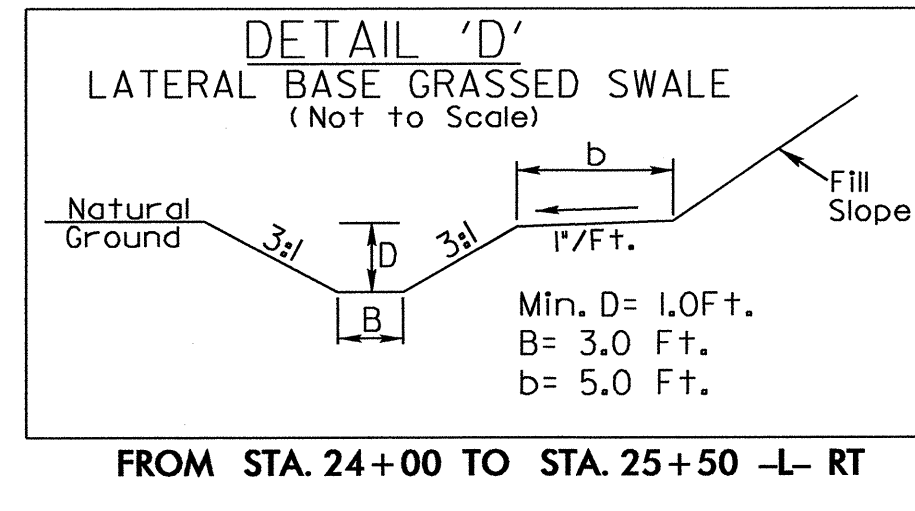 DETAIL 'D'
LATERAL BASE GRASSED SWALE
(Not to Scale)
b
Fill
Slope
Natural
Ground
3:1
D
3:1
1"/Ft.
B
Min. D= 1.0Ft.
B= 3.0 Ft.
b= 5.0 Ft.
FROM STA. 24+00 TO STA. 25+50 -L- RT